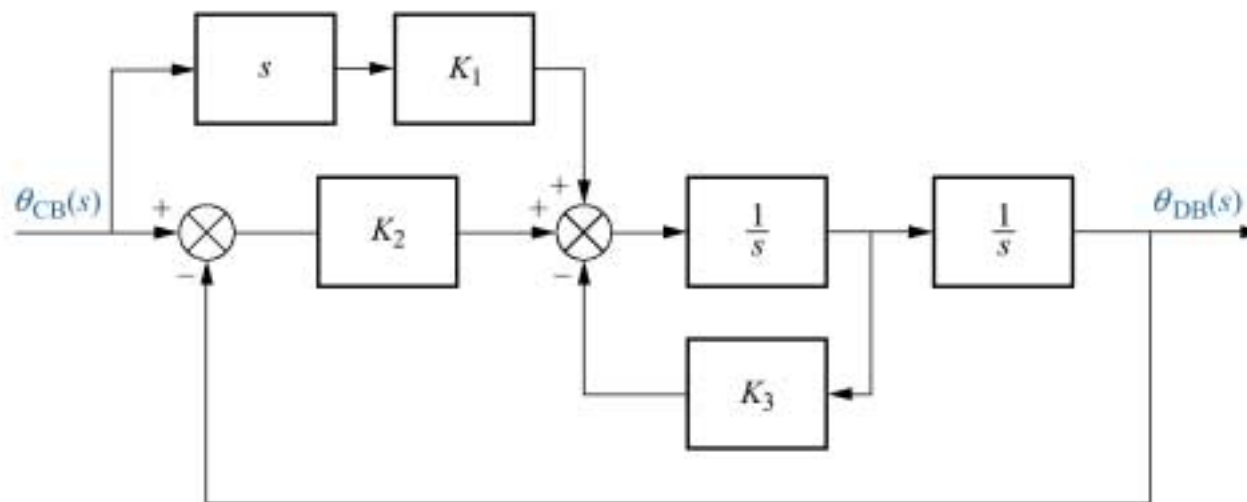 s
K₁
θCB(s)
+
−
K₂
+
+
−
1/s
1/s
θDB(s)
K₃